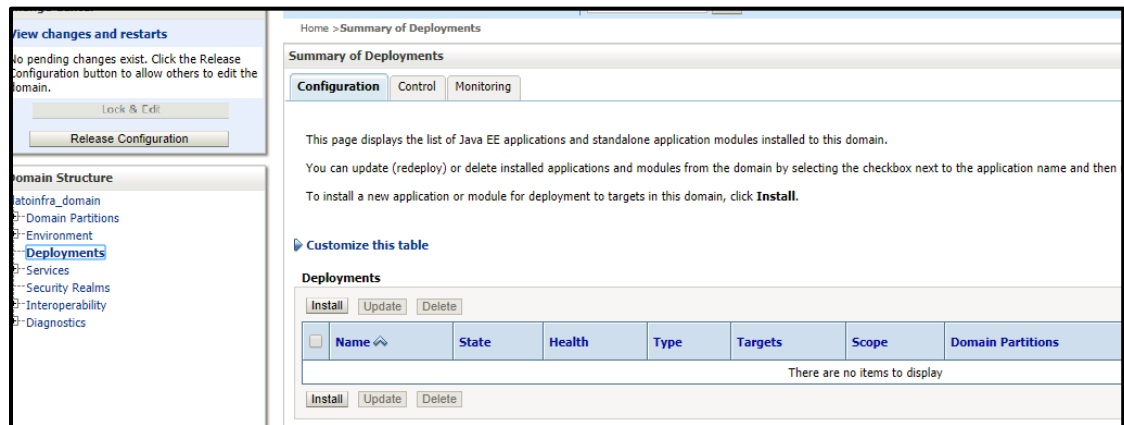 View changes and restarts
No pending changes exist. Click the Release
Configuration button to allow others to edit the
domain.
Lock & Edit
Release Configuration
Domain Structure
latoinfra_domain
Domain Partitions
Environment
Deployments
Services
Security Realms
Interoperability
Diagnostics
Home >Summary of Deployments
Summary of Deployments
Configuration Control Monitoring
This page displays the list of Java EE applications and standalone application modules installed to this domain.
You can update (redeploy) or delete installed applications and modules from the domain by selecting the checkbox next to the application name and then
To install a new application or module for deployment to targets in this domain, click Install.
Customize this table
Deployments
Install Update Delete
Name State Health Type Targets Scope Domain Partitions
There are no items to display
Install Update Delete